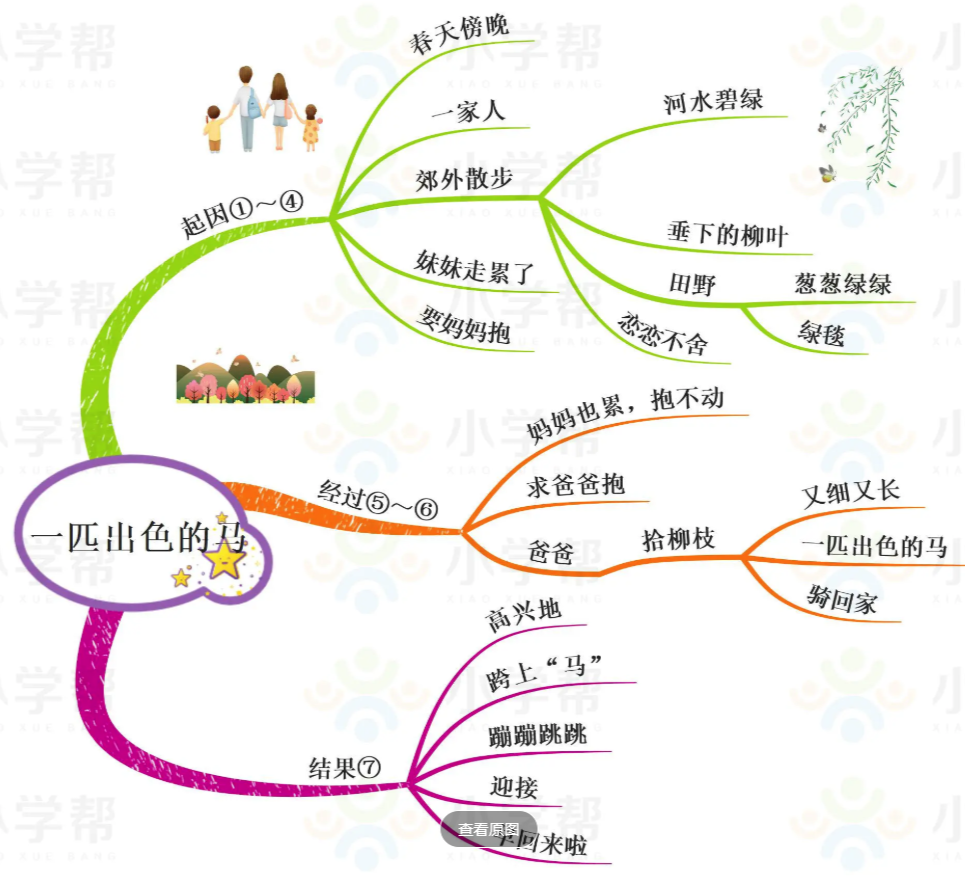 春天傍晚
一家人
郊外散步
河水碧绿
垂下的柳叶
田野
葱葱绿绿
绿毯
恋恋不舍
妹妹走累了
要妈妈抱
起因①～④
一匹出色的马
经过⑤～⑥
妈妈也累，抱不动
求爸爸抱
爸爸
拾柳枝
又细又长
一匹出色的马
骑回家
结果⑦
高兴地
跨上“马”
蹦蹦跳跳
迎接
查看原图
回来啦
小学帮
XIAO XUE BANG